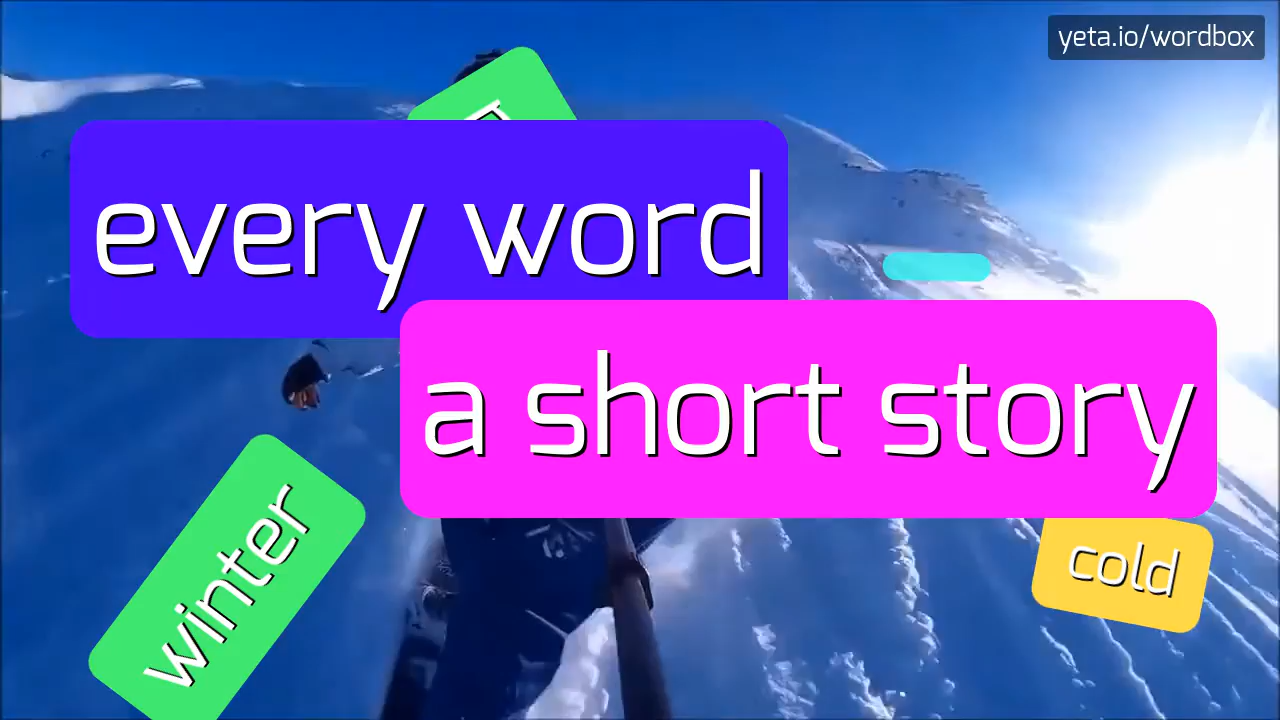 yeta.io/wordbox
every word
a short story
cold
winter